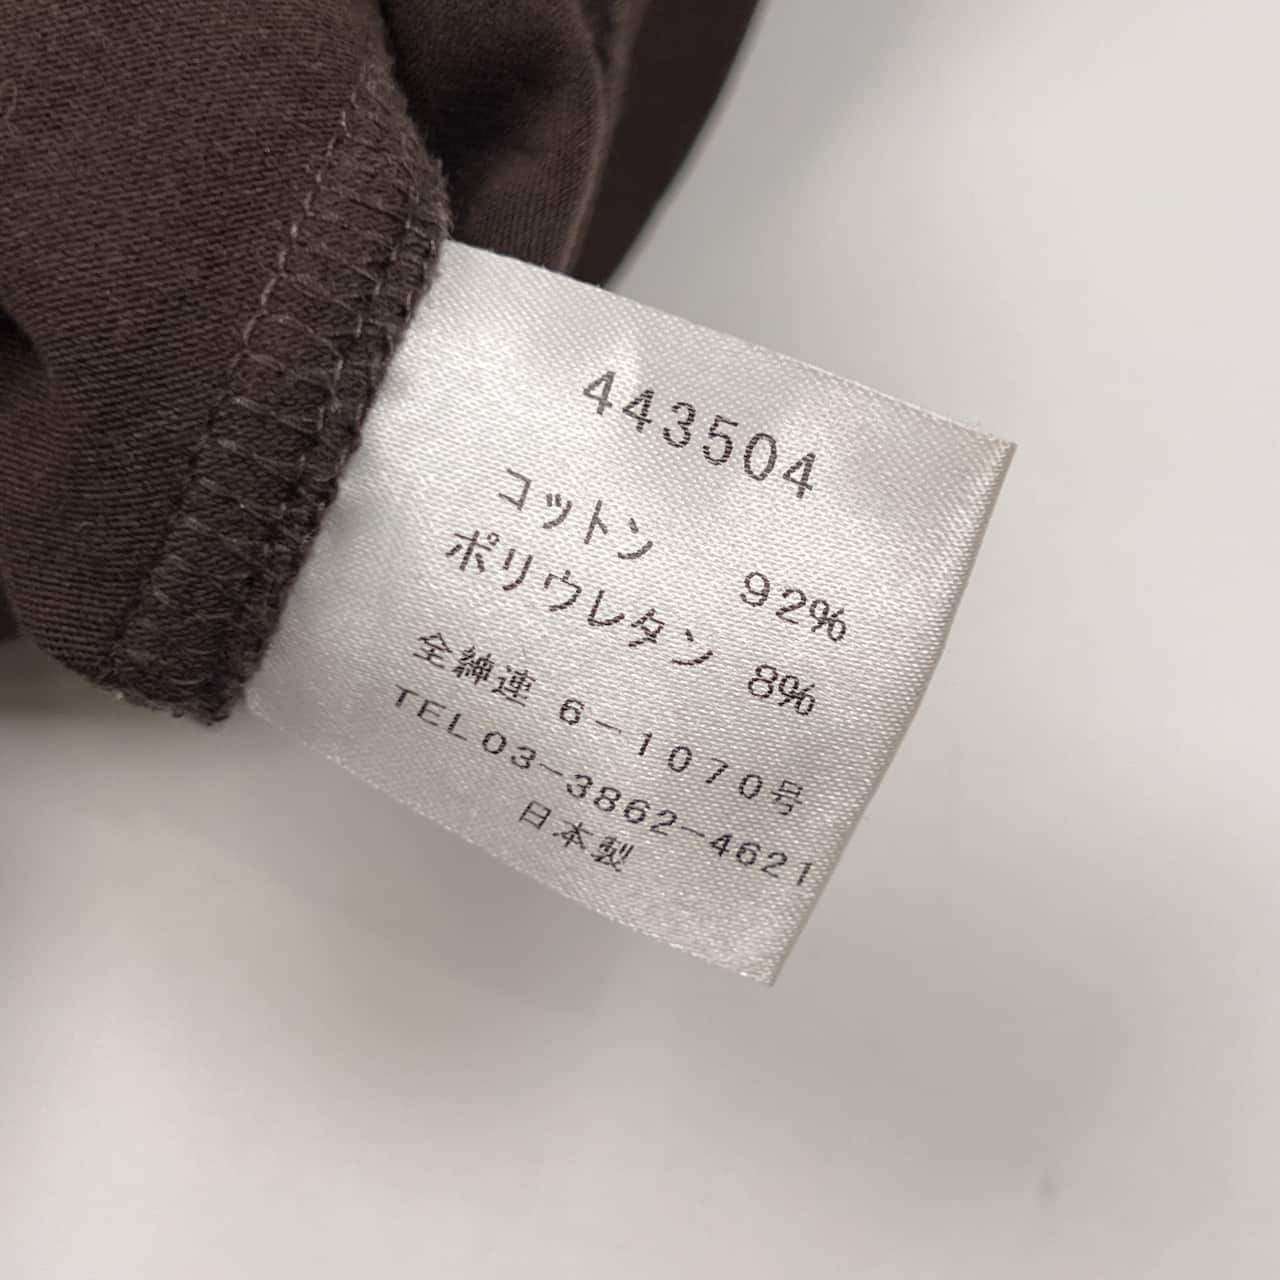 443504
コットン 92%
ポリウレタン 8%
全紳連 6-1070号
TEL03-3862-4621
日本製